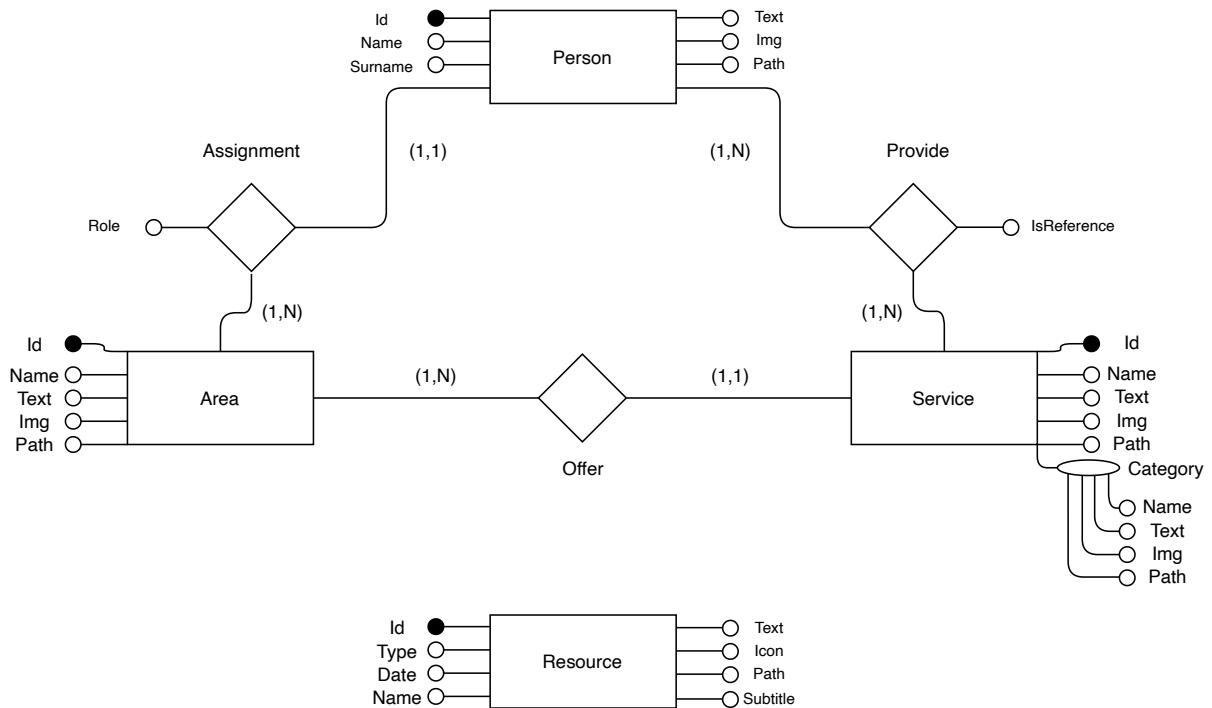 Id
Name
Surname
Person
Text
Img
Path
Assignment
(1,1)
(1,N)
Provide
Role
IsReference
(1,N)
(1,N)
Id
Name
Text
Img
Path
Area
(1,N)
(1,1)
Offer
Service
Id
Name
Text
Img
Path
Category
Name
Text
Img
Path
Id
Type
Date
Name
Resource
Text
Icon
Path
Subtitle